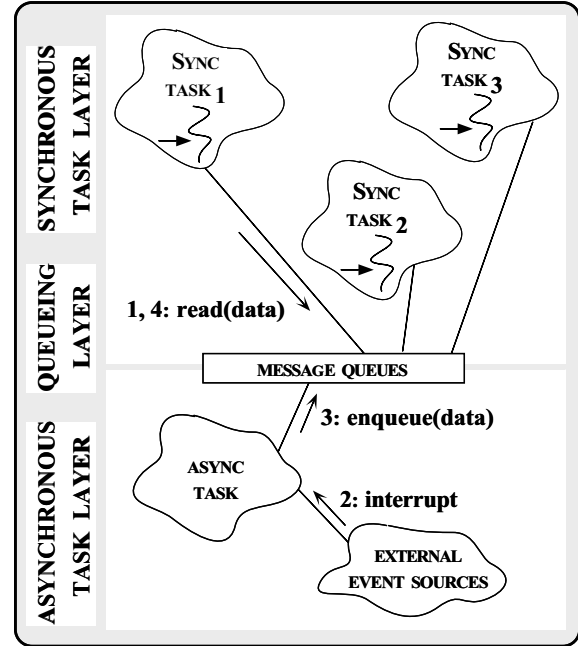 SYNCHRONOUS
TASK LAYER
SYNC
TASK 1
SYNC
TASK 3
SYNC
TASK 2
QUEUEING
LAYER
1, 4: read(data)
MESSAGE QUEUES
3: enqueue(data)
ASYNCHRONOUS
TASK LAYER
ASYNC
TASK
2: interrupt
EXTERNAL
EVENT SOURCES